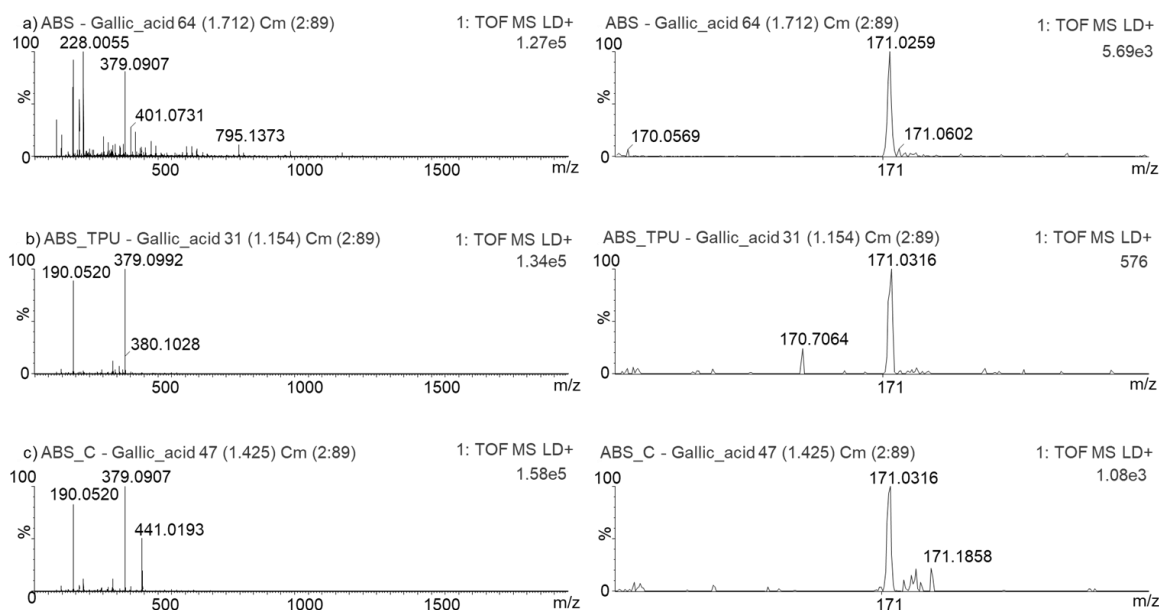 a) ABS - Gallic_acid 64 (1.712) Cm (2:89)
1: TOF MS LD+
1.27e5
100
228.0055
379.0907
401.0731
795.1373
%
0
500
1000
1500
m/z
ABS - Gallic_acid 64 (1.712) Cm (2:89)
1: TOF MS LD+
5.69e3
100
171.0259
170.0569
171.0602
%
0
171
m/z
b) ABS_TPU - Gallic_acid 31 (1.154) Cm (2:89)
1: TOF MS LD+
1.34e5
100
379.0992
190.0520
380.1028
%
0
500
1000
1500
m/z
ABS_TPU - Gallic_acid 31 (1.154) Cm (2:89)
1: TOF MS LD+
576
100
171.0316
170.7064
%
0
171
m/z
c) ABS_C - Gallic_acid 47 (1.425) Cm (2:89)
1: TOF MS LD+
1.58e5
100
379.0907
190.0520
441.0193
%
0
500
1000
1500
m/z
ABS_C - Gallic_acid 47 (1.425) Cm (2:89)
1: TOF MS LD+
1.08e3
100
171.0316
171.1858
%
0
171
m/z